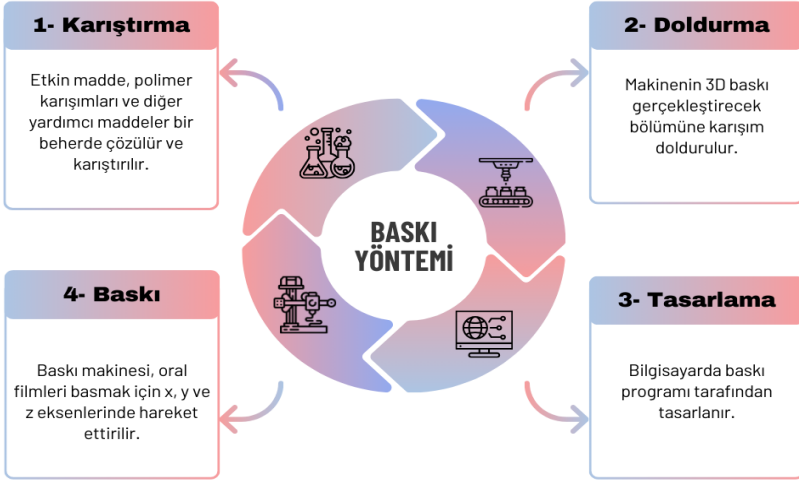 1- Karıştırma
Etkin madde, polimer
karışımları ve diğer
yardımcı maddeler bir
beherde çözülür ve
karıştırılır.
2- Doldurma
Makinenin 3D baskı
gerçekleştirecek
bölümüne karışım
doldurulur.
BASKI
YÖNTEMİ
3- Tasarlama
Bilgisayarda baskı
programı tarafından
tasarlanır.
4- Baskı
Baskı makinesi, oral
filmleri basmak için x, y ve
z eksenlerinde hareket
ettirilir.